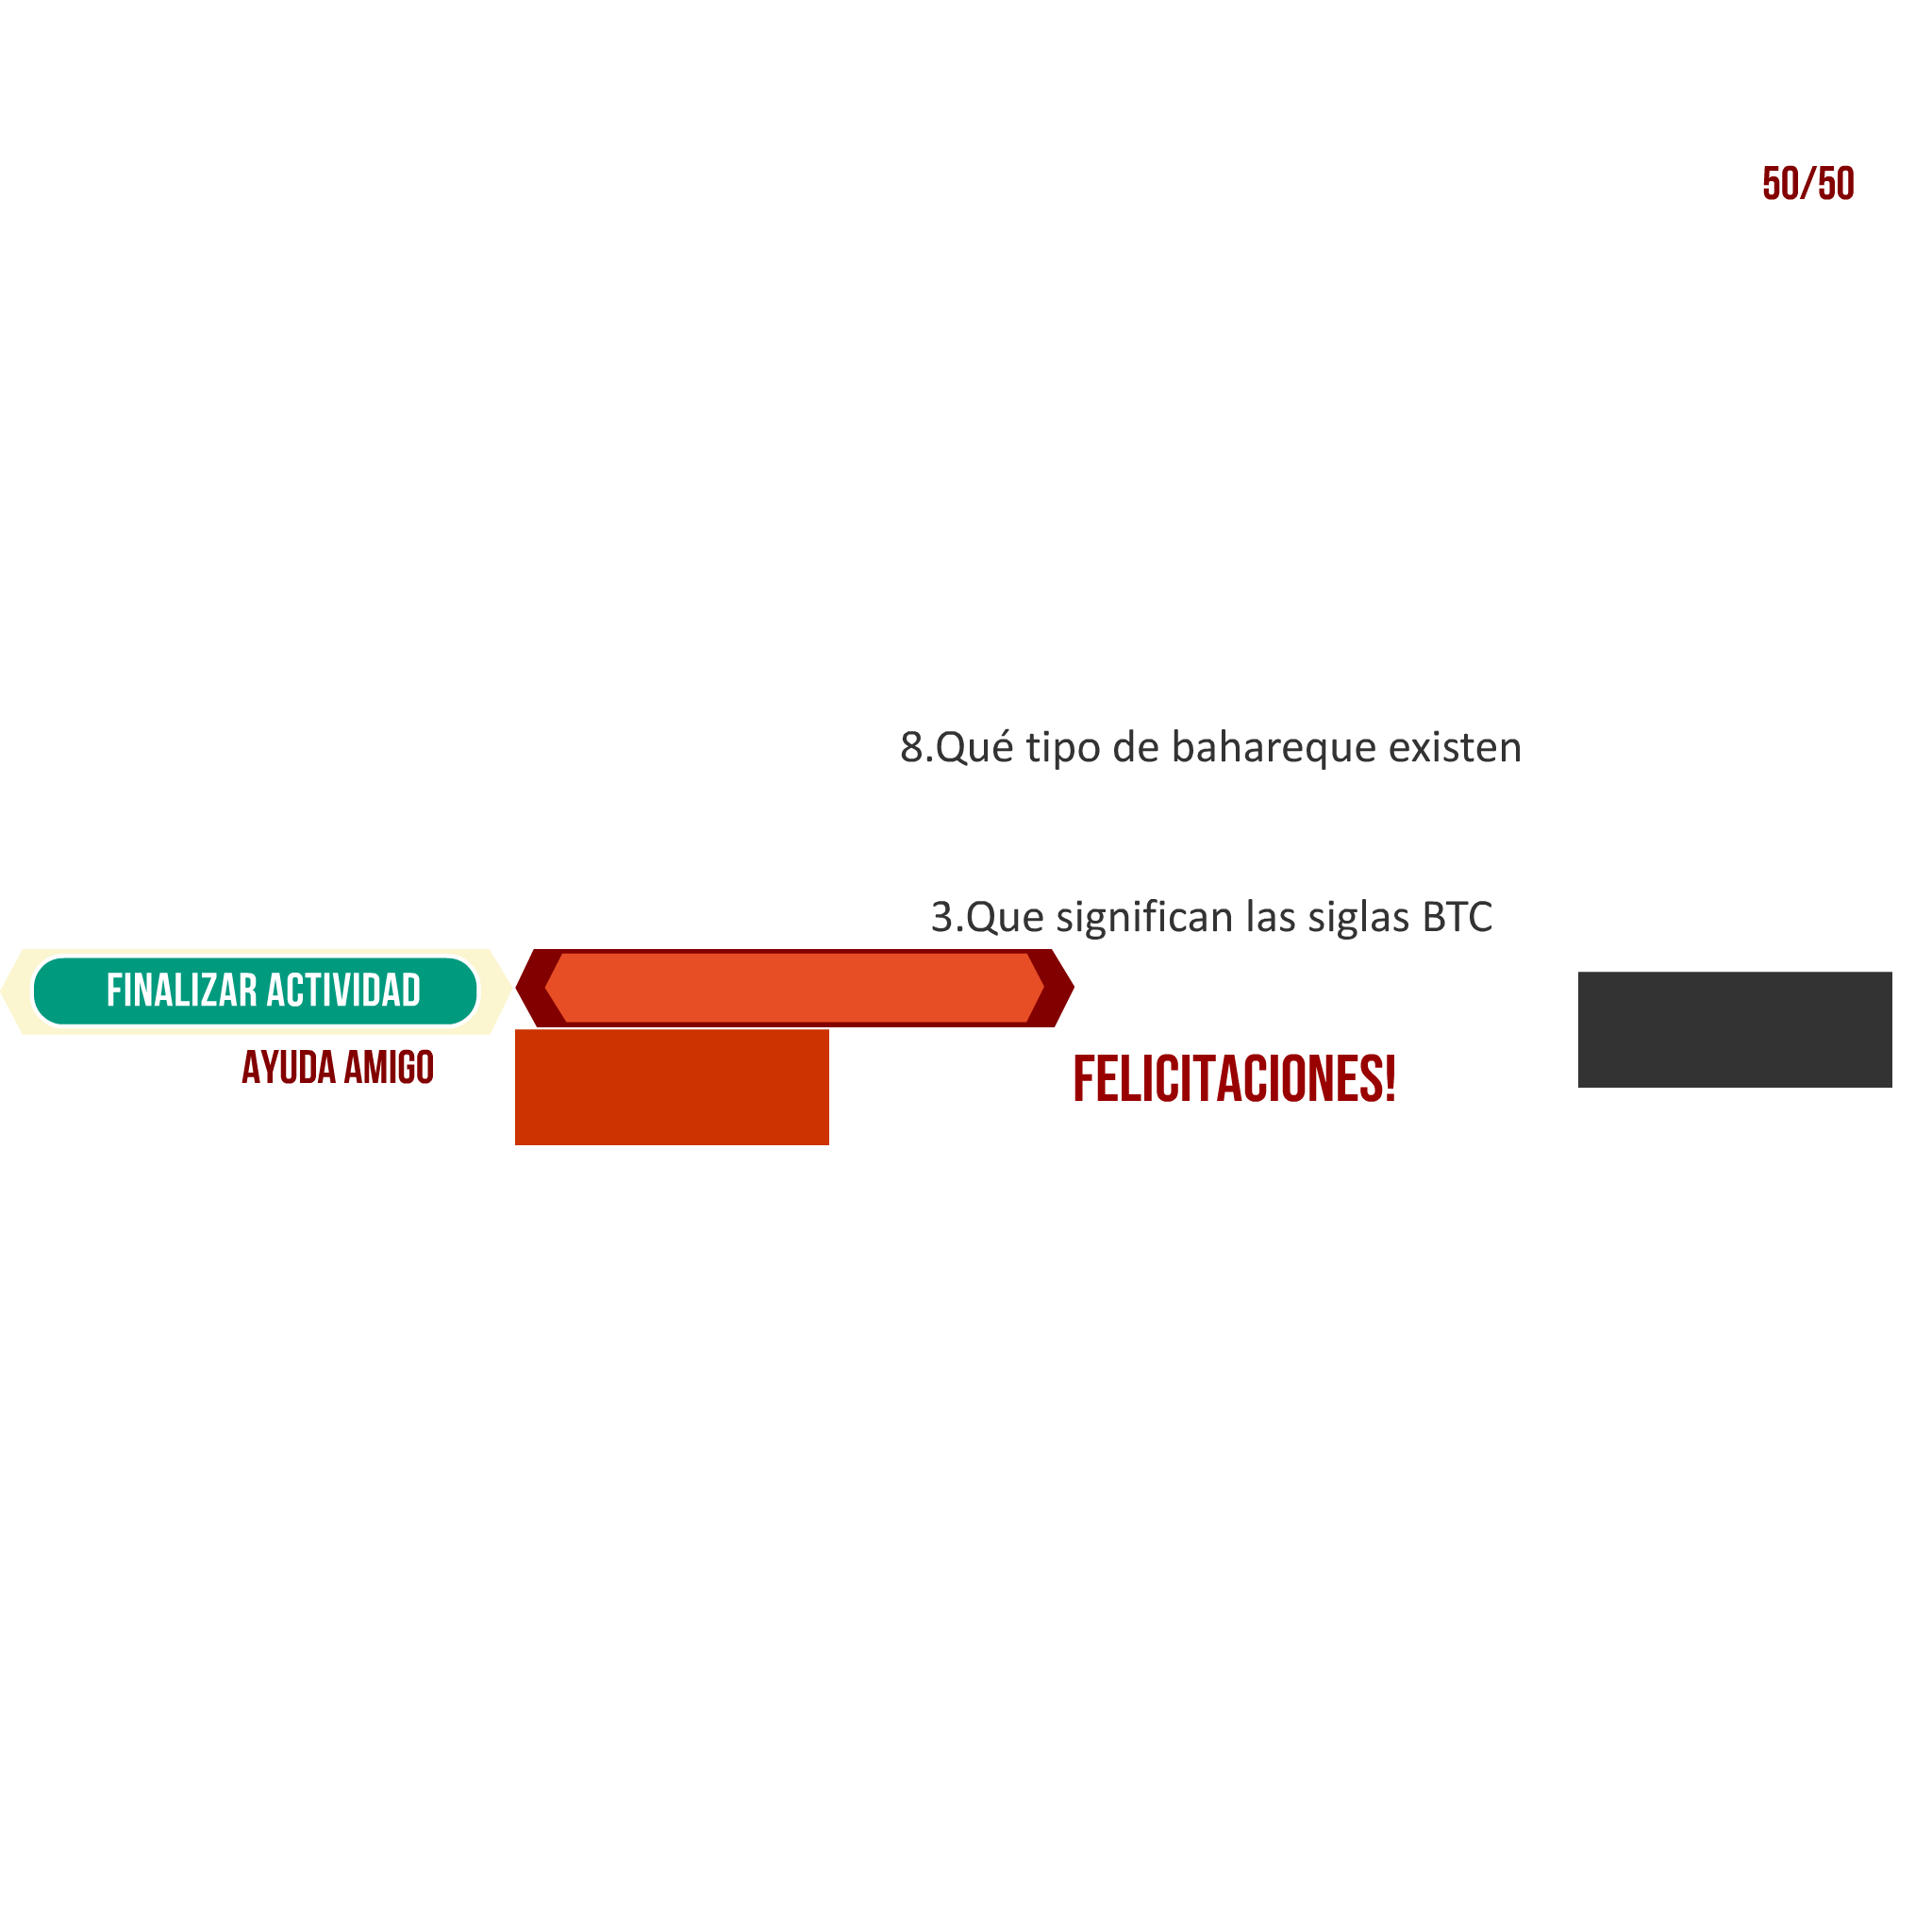 50/50
8.Qué tipo de bahareque existen
3.Que significan las siglas BTC
FINALIZAR ACTIVIDAD
AYUDA AMIGO
FELICITACIONES!